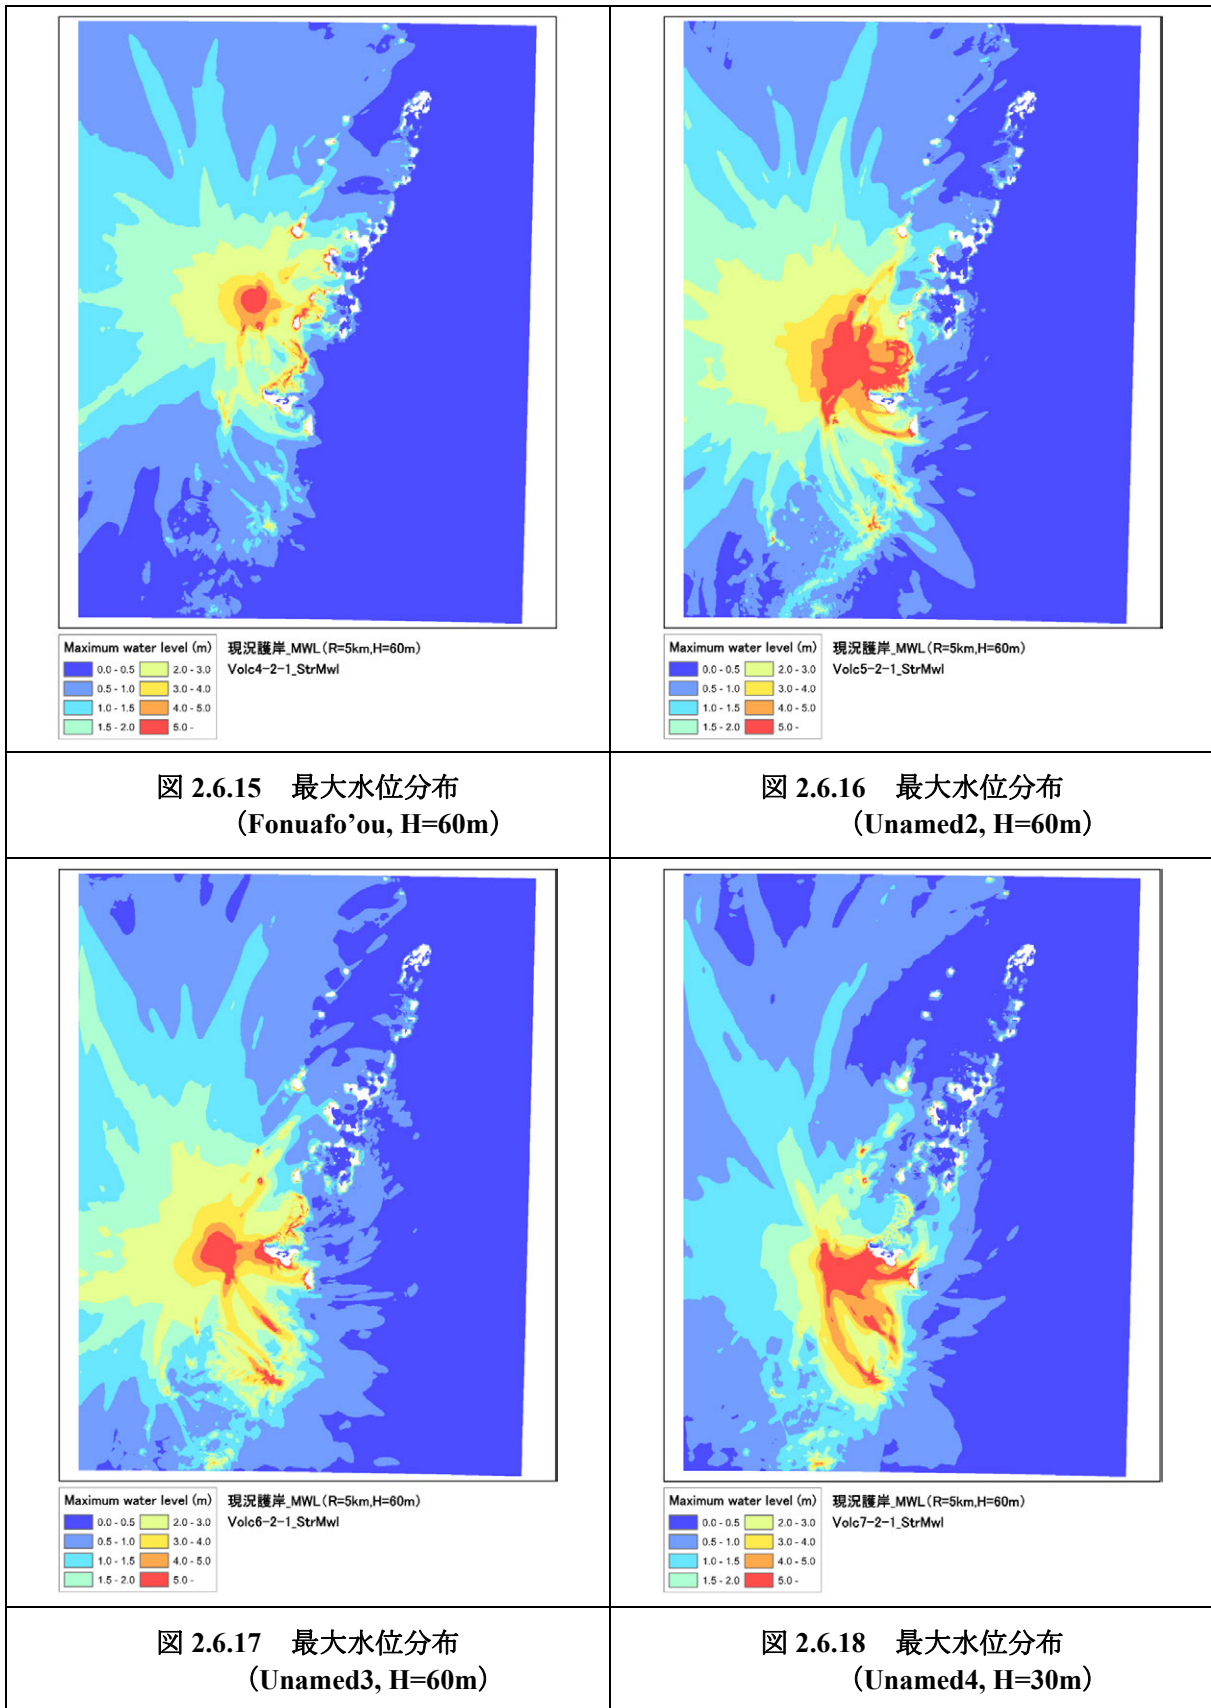 Maximum water level (m)
0.0 - 0.5
2.0 - 3.0
0.5 - 1.0
3.0 - 4.0
1.0 - 1.5
4.0 - 5.0
1.5 - 2.0
5.0 -
現況護岸_MWL(R=5km,H=60m)
Volc4-2-1_StrMwl
Maximum water level (m)
0.0 - 0.5
2.0 - 3.0
0.5 - 1.0
3.0 - 4.0
1.0 - 1.5
4.0 - 5.0
1.5 - 2.0
5.0 -
現況護岸_MWL(R=5km,H=60m)
Volc5-2-1_StrMwl
図 2.6.15 最大水位分布
(Fonuafo’ou, H=60m)
図 2.6.16 最大水位分布
(Unamed2, H=60m)
Maximum water level (m)
0.0 - 0.5
2.0 - 3.0
0.5 - 1.0
3.0 - 4.0
1.0 - 1.5
4.0 - 5.0
1.5 - 2.0
5.0 -
現況護岸_MWL(R=5km,H=60m)
Volc6-2-1_StrMwl
Maximum water level (m)
0.0 - 0.5
2.0 - 3.0
0.5 - 1.0
3.0 - 4.0
1.0 - 1.5
4.0 - 5.0
1.5 - 2.0
5.0 -
現況護岸_MWL(R=5km,H=60m)
Volc7-2-1_StrMwl
図 2.6.17 最大水位分布
(Unamed3, H=60m)
図 2.6.18 最大水位分布
(Unamed4, H=30m)